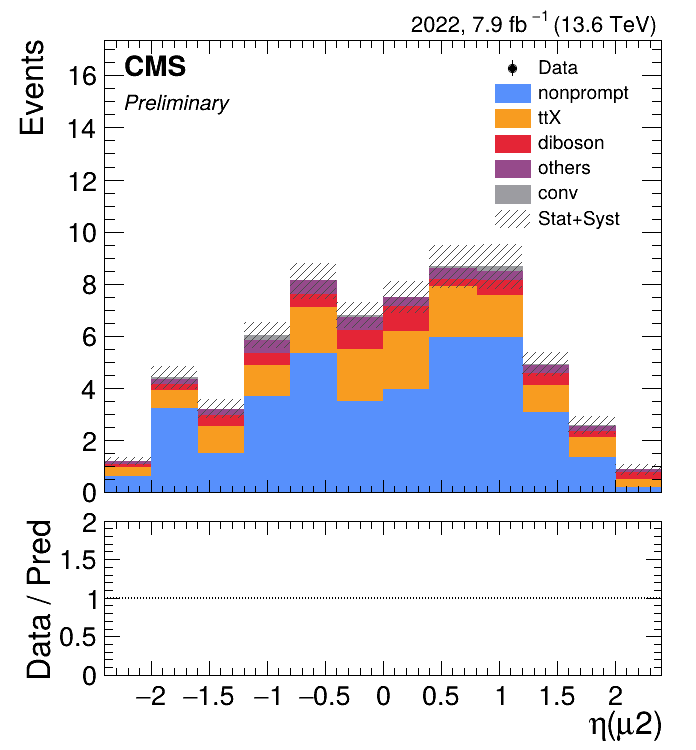 2022, 7.9 fb⁻¹ (13.6 TeV)
CMS
Preliminary
Events
16
14
12
10
8
6
4
2
0
Data
nonprompt
ttX
diboson
others
conv
Stat+Syst
Data / Pred
2
1.5
1
0.5
0
−2 −1.5 −1 −0.5 0 0.5 1 1.5 2
η(μ2)